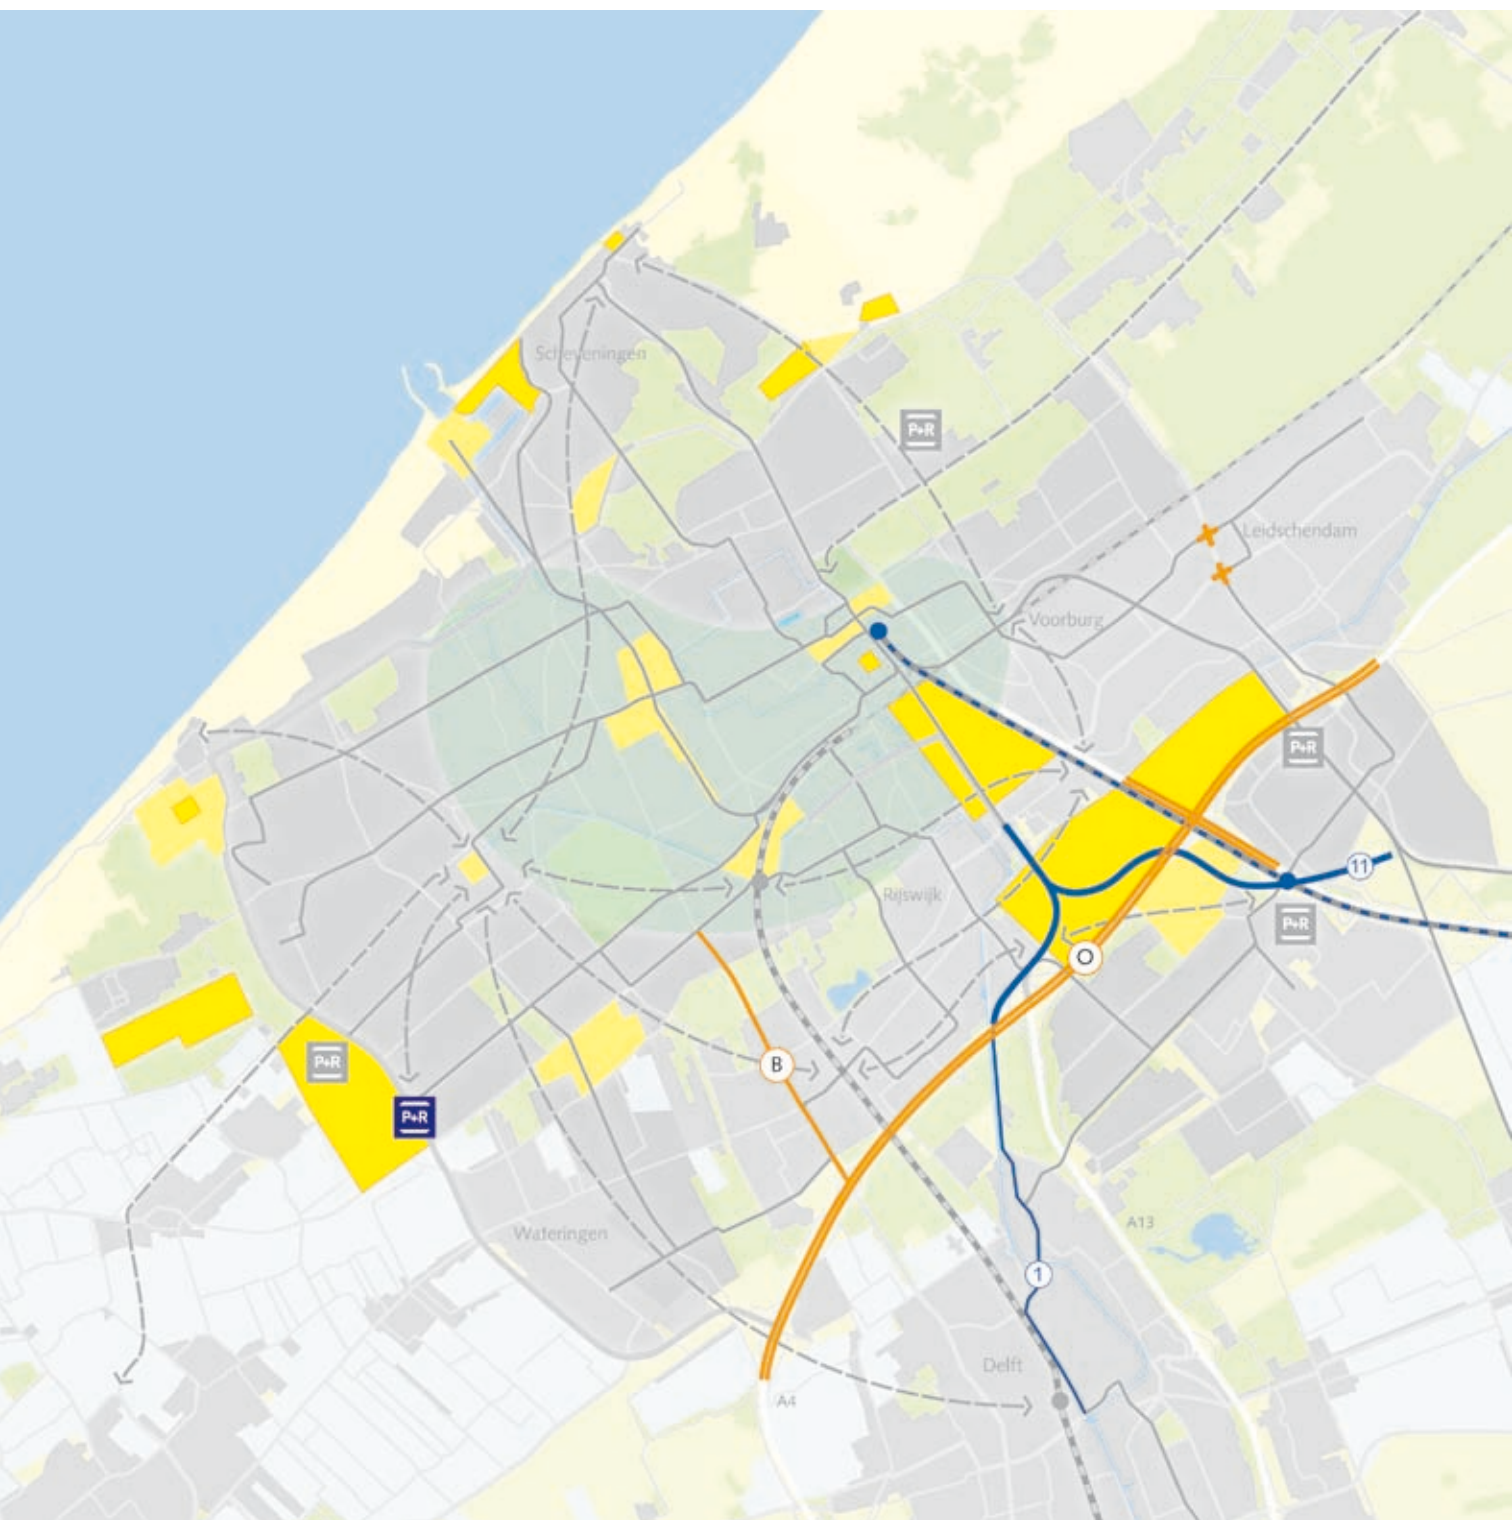 Scheveningen
P+R
Leidschendam
Voorburg
P+R
11
Rijswijk
P+R
O
P+R
B
P+R
A13
Wateringen
1
Delft
A4